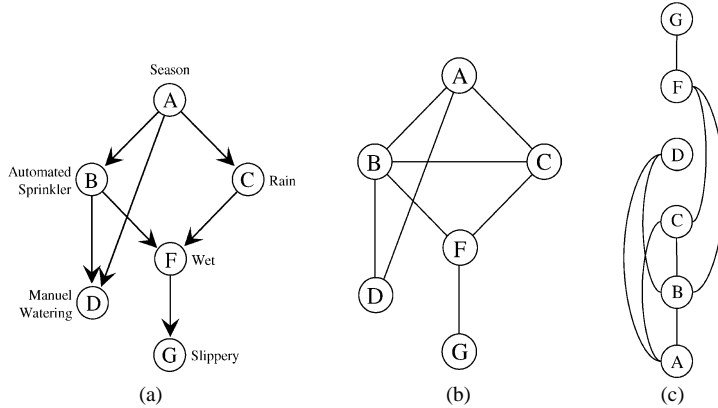 Season
A
Automated
Sprinkler
B
C
Rain
F
Wet
Manuel
Watering
D
G
Slippery
(a)
A
B
C
F
D
G
(b)
G
F
D
C
B
A
(c)